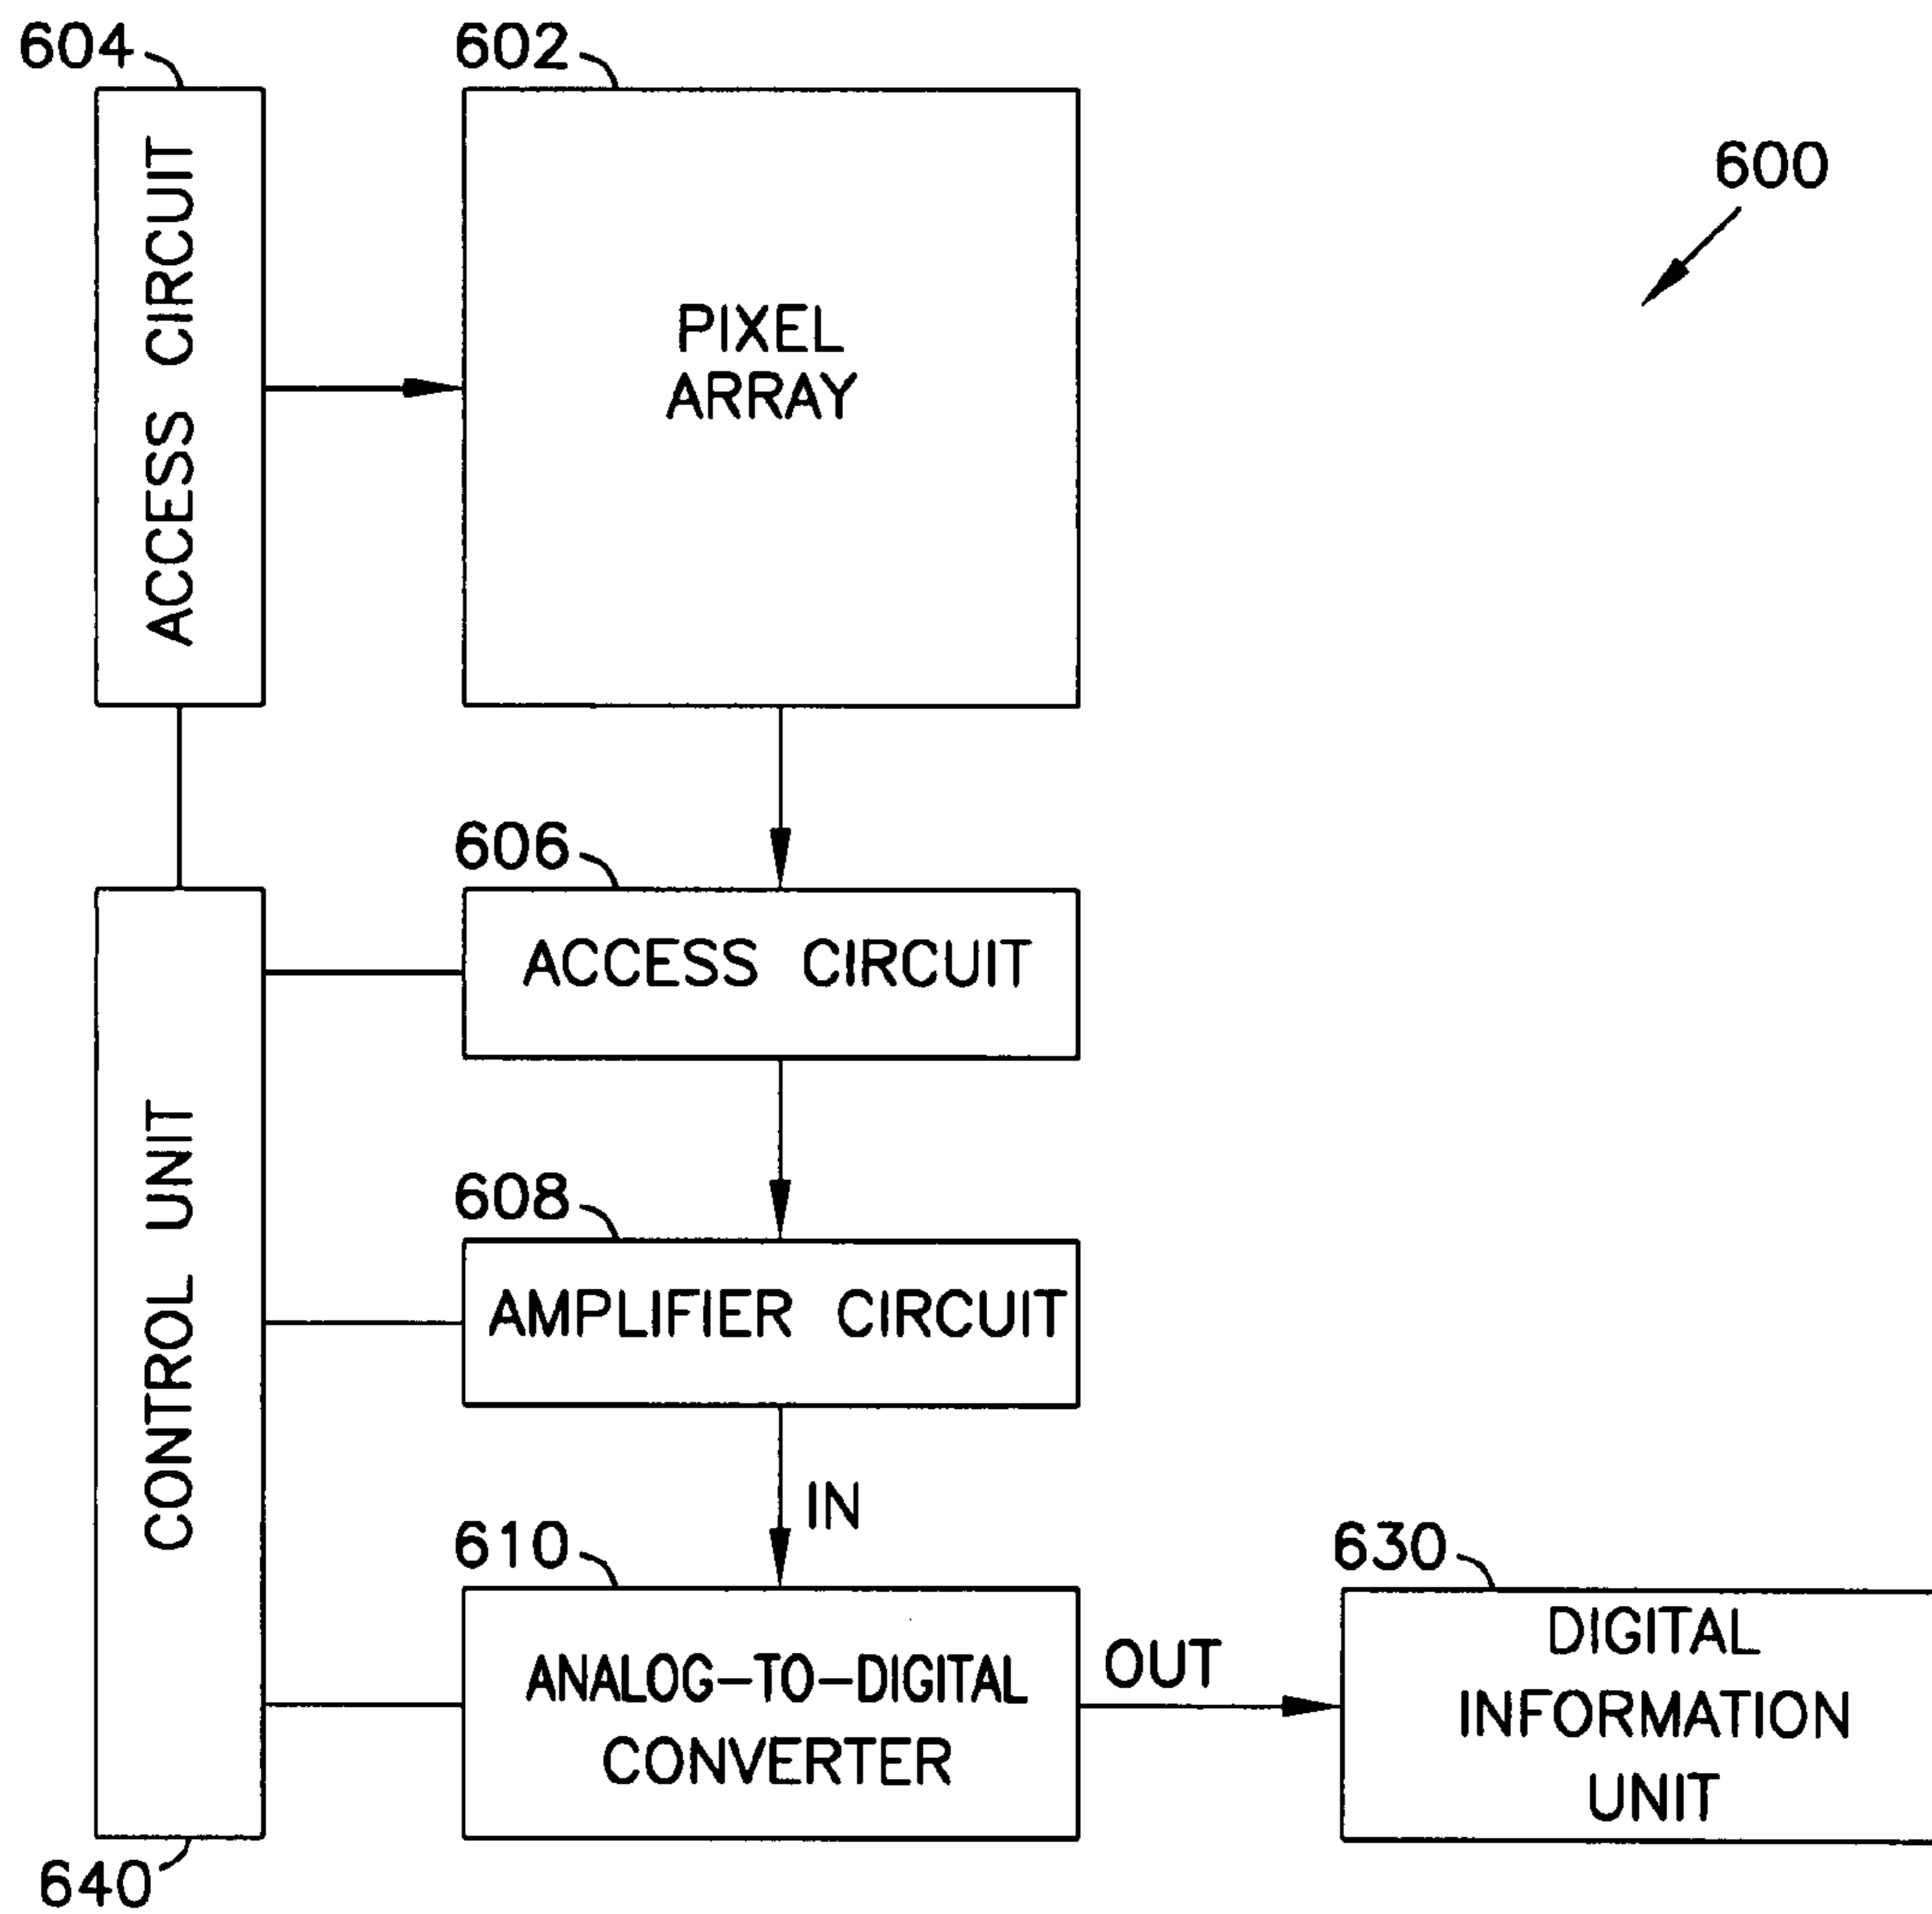 604
602
600
ACCESS CIRCUIT
PIXEL
ARRAY
606
ACCESS CIRCUIT
608
AMPLIFIER CIRCUIT
CONTROL UNIT
IN
610
630
ANALOG-TO-DIGITAL
CONVERTER
OUT
DIGITAL
INFORMATION
UNIT
640